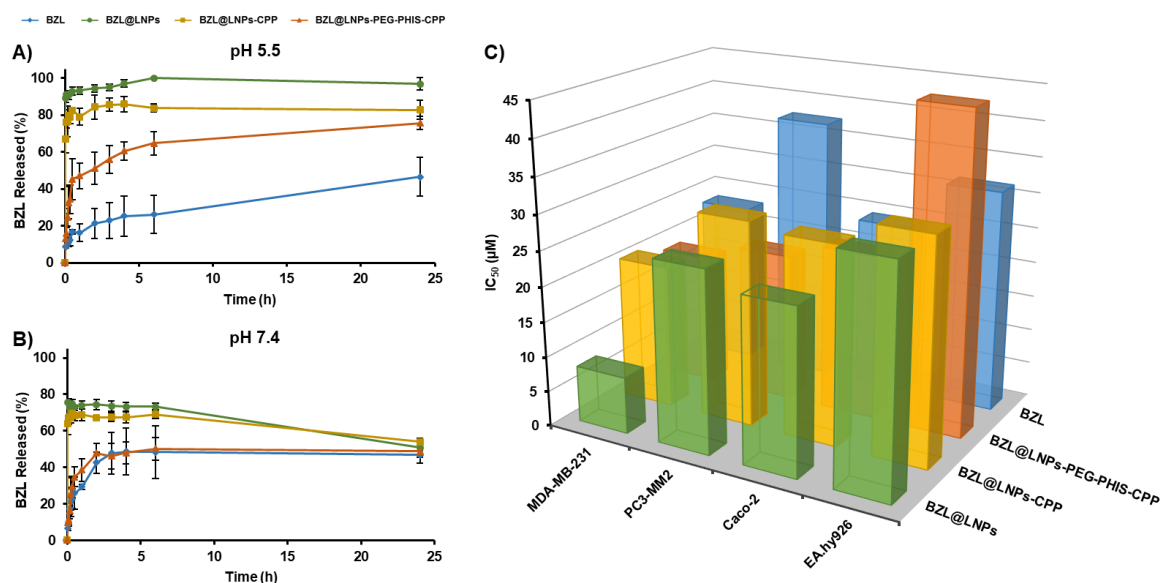 BZL BZL@LNPs BZL@LNPs-CPP BZL@LNPs-PEG-PHIS-CPP
A)
pH 5.5
BZL Released (%)
100
80
60
40
20
0
0 5 10 15 20 25
Time (h)
B)
pH 7.4
BZL Released (%)
100
80
60
40
20
0
0 5 10 15 20 25
Time (h)
C)
IC50 (µM)
45
40
35
30
25
20
15
10
5
0
MDA-MB-231
PC3-MM2
Caco-2
EA.hy926
BZL
BZL@LNPs-PEG-PHIS-CPP
BZL@LNPs-CPP
BZL@LNPs